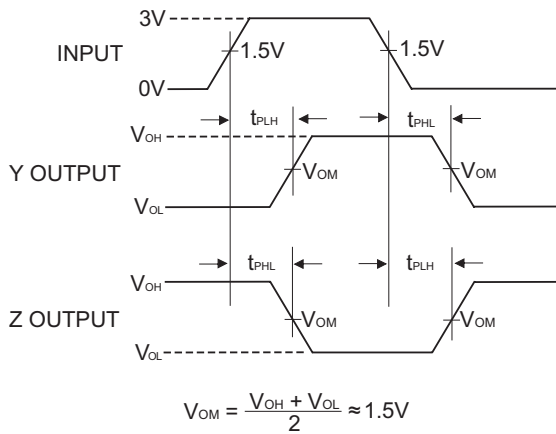 3V
INPUT
1.5V
1.5V
0V
tPLH
tPHL
VOH
Y OUTPUT
VOM
VOM
VOL
tPHL
tPLH
VOH
Z OUTPUT
VOM
VOM
VOL
VOM = VOH + VOL / 2 ≈ 1.5V